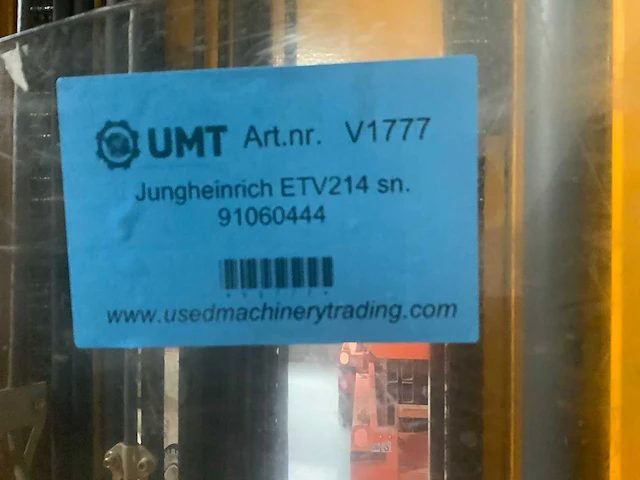 UMT Art.nr. V1777
Jungheinrich ETV214 sn.
91060444
www.usedmachinerytrading.com